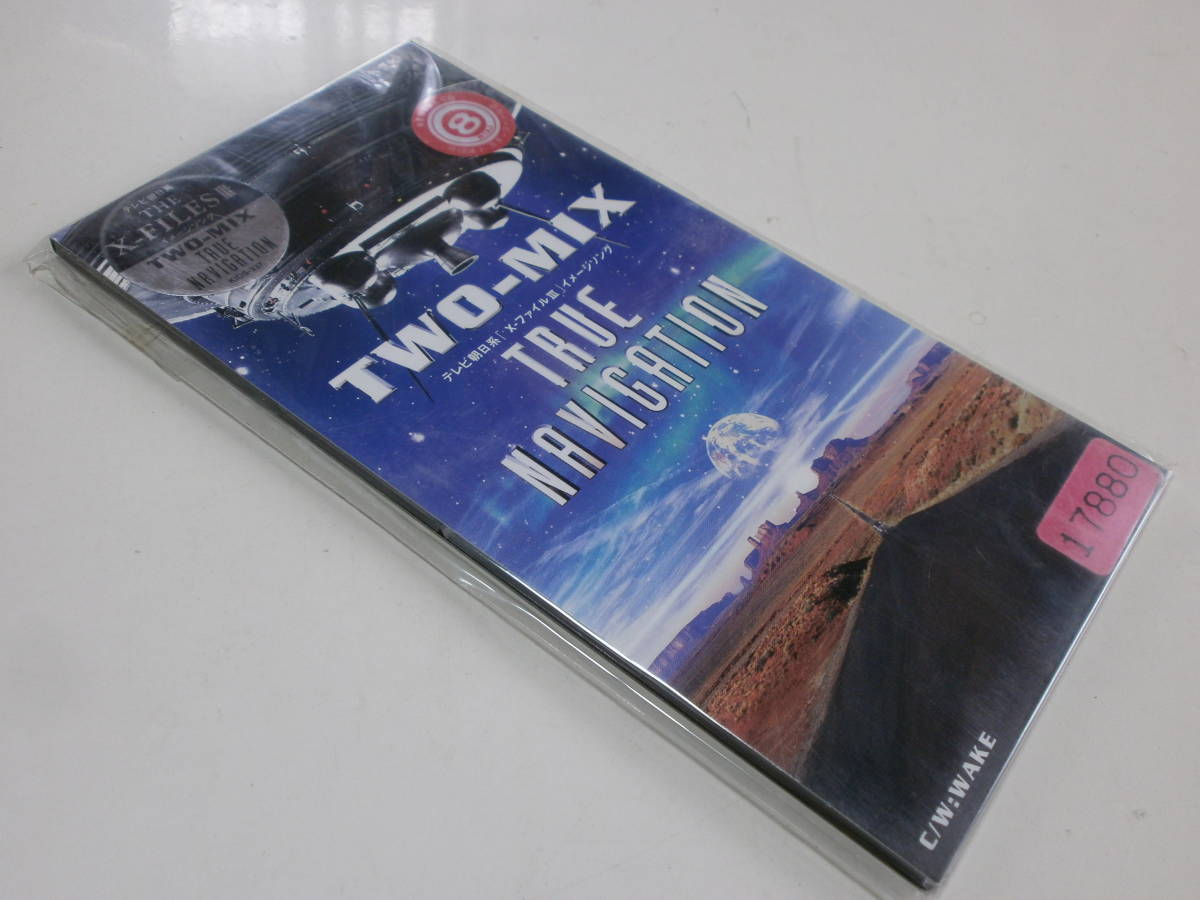 8
テレビ朝日系
THE
X-FILES III
TWO-MIX
TRUE
NAVIGATION
TWO-MIX
テレビ朝日系「X-ファイルⅢ」イメージソング
TRUE
NAVIGATION
17880
C/W:WAKE